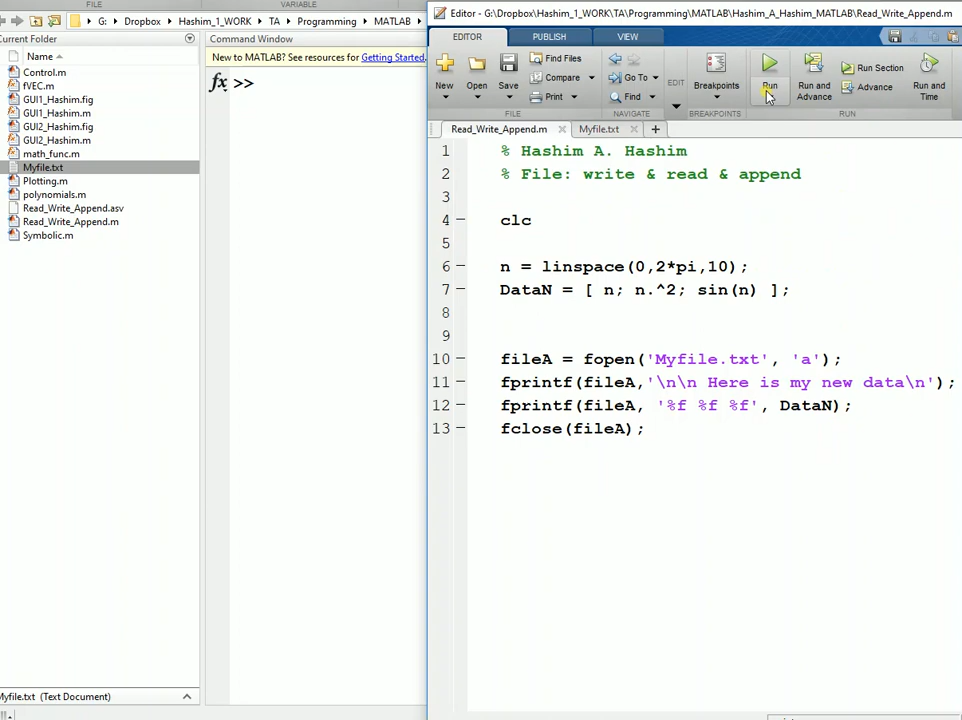 FILE
VARIABLE
G: Dropbox Hashim_1_WORK TA Programming MATLAB
Current Folder
Name
Control.m
fVEC.m
GUI1_Hashim.fig
GUI1_Hashim.m
GUI2_Hashim.fig
GUI2_Hashim.m
math_func.m
Myfile.txt
Plotting.m
polynomials.m
Read_Write_Append.asv
Read_Write_Append.m
Symbolic.m
Myfile.txt (Text Document)
Command Window
New to MATLAB? See resources for Getting Started.
fx >>
Editor - G:\Dropbox\Hashim_1_WORK\TA\Programming\MATLAB\Hashim_A_Hashim_MATLAB\Read_Write_Append.m
EDITOR PUBLISH VIEW
New Open Save
Find Files
Compare
Print
Go To
Find
EDIT
Breakpoints
Run
Run and Advance
Run Section
Advance
Run and Time
FILE NAVIGATE BREAKPOINTS RUN
Read_Write_Append.m Myfile.txt
1 % Hashim A. Hashim
2 % File: write & read & append
3
4 clc
5
6 n = linspace(0,2*pi,10);
7 DataN = [ n; n.^2; sin(n) ];
8
9
10 fileA = fopen('Myfile.txt', 'a');
11 fprintf(fileA,'\n\n Here is my new data\n');
12 fprintf(fileA, '%f %f %f', DataN);
13 fclose(fileA);